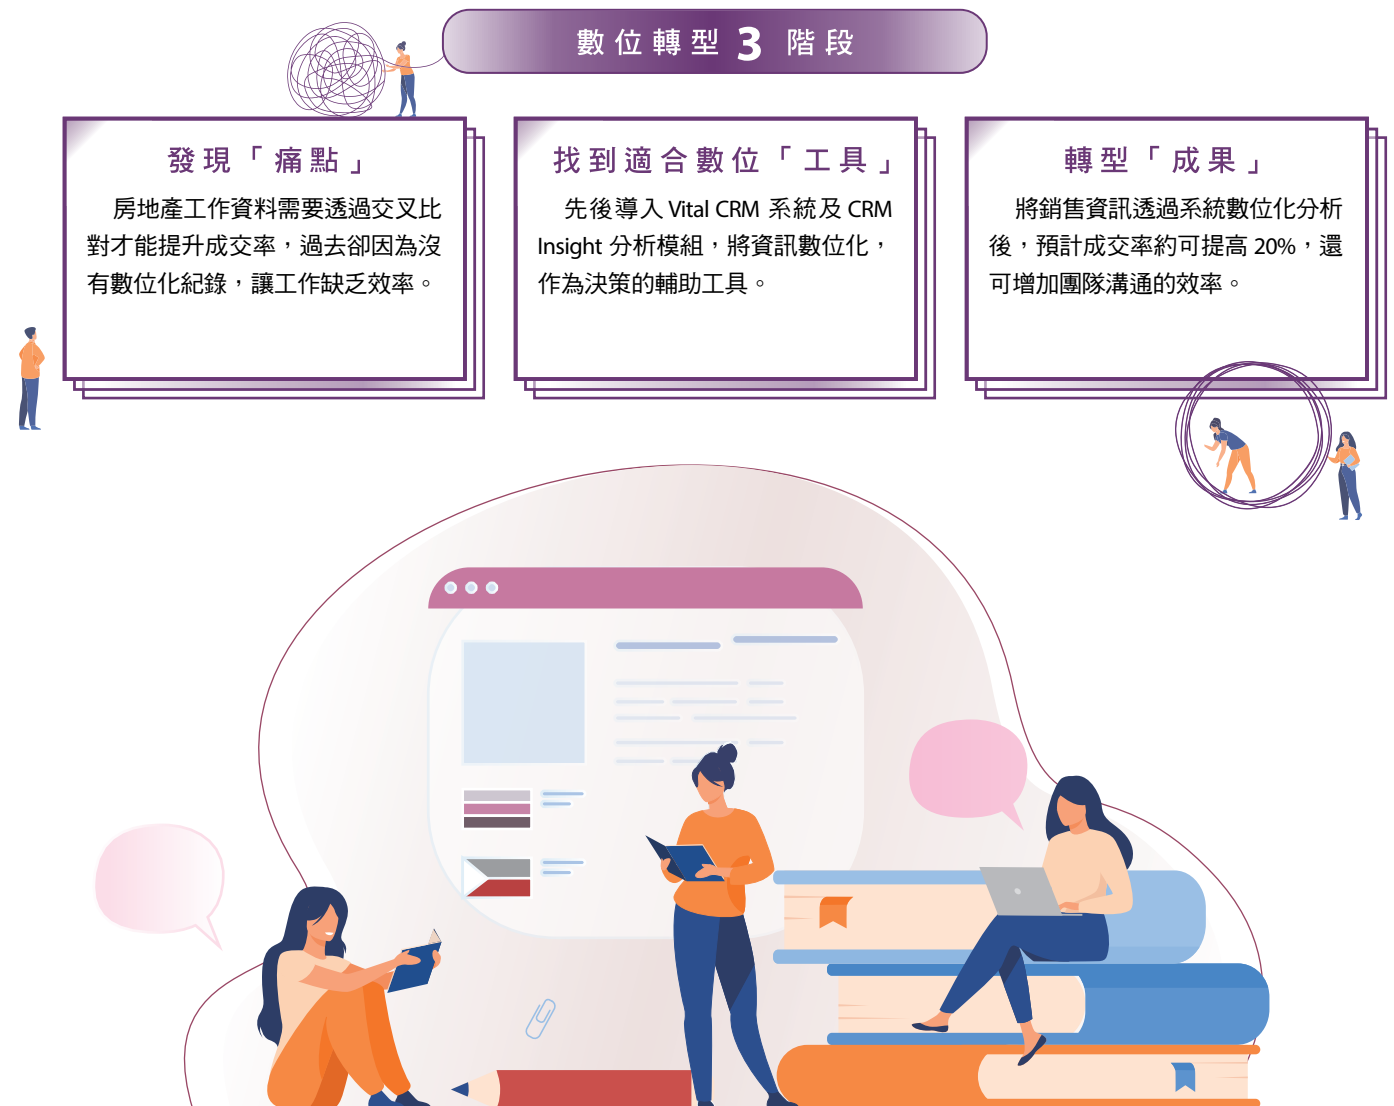 數位轉型 3 階段
發現「痛點」
房地產工作資料需要透過交叉比
對才能提升成交率，過去卻因為沒
有數位化紀錄，讓工作缺乏效率。
找到適合數位「工具」
先後導入 Vital CRM 系統及 CRM
Insight 分析模組，將資訊數位化，
作為決策的輔助工具。
轉型「成果」
將銷售資訊透過系統數位化分析
後，預計成交率約可提高 20%，還
可增加團隊溝通的效率。